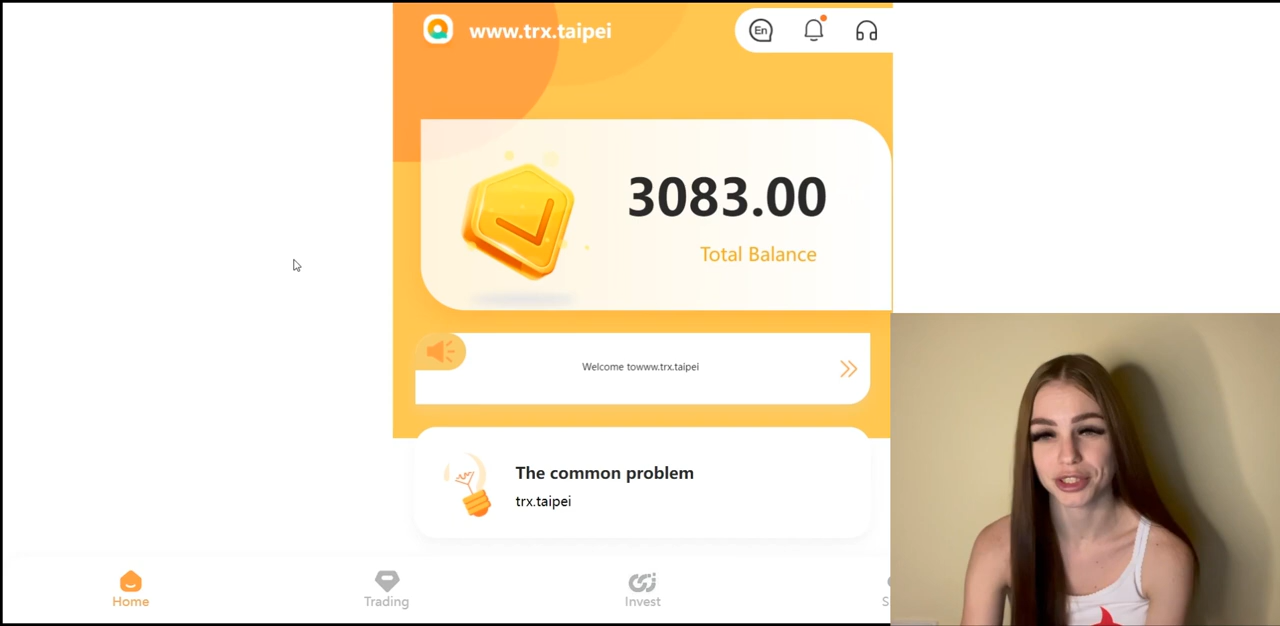 www.trx.taipei
En
3083.00
Total Balance
Welcome towww.trx.taipei
The common problem
trx.taipei
Home
Trading
Invest
S